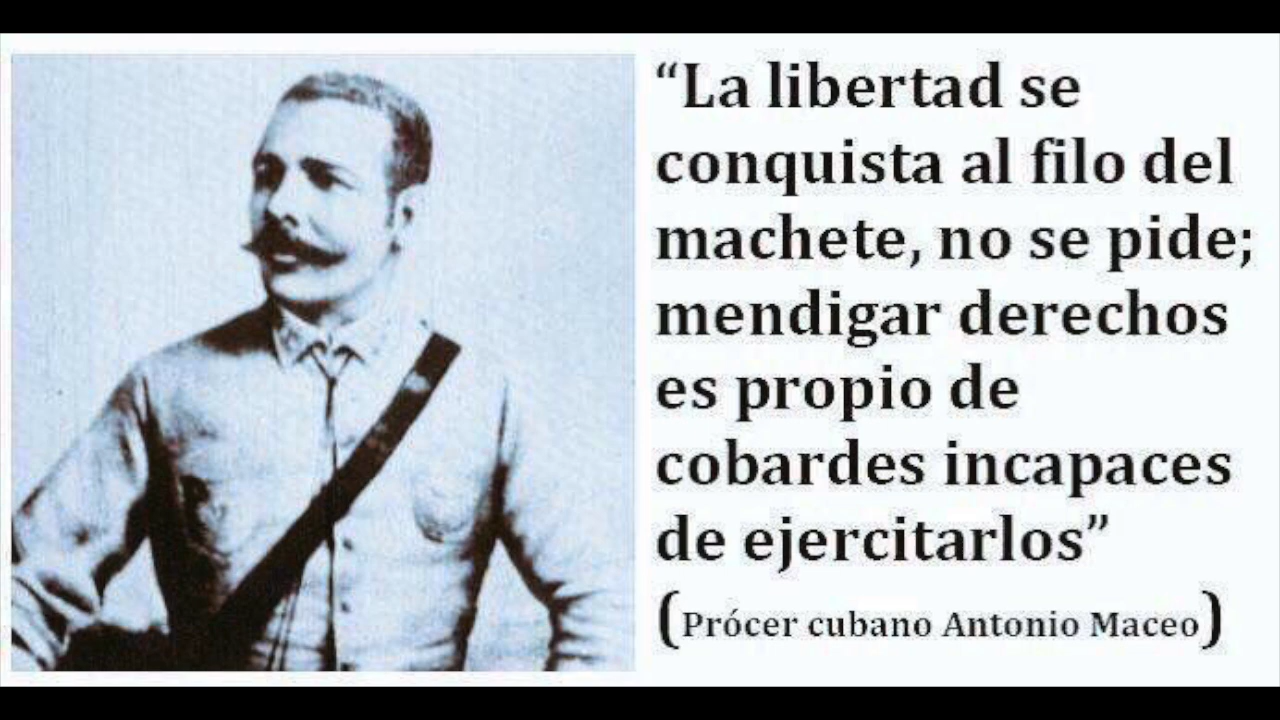 “La libertad se
conquista al filo del
machete, no se pide;
mendigar derechos
es propio de
cobardes incapaces
de ejercitarlos”
(Prócer cubano Antonio Maceo)